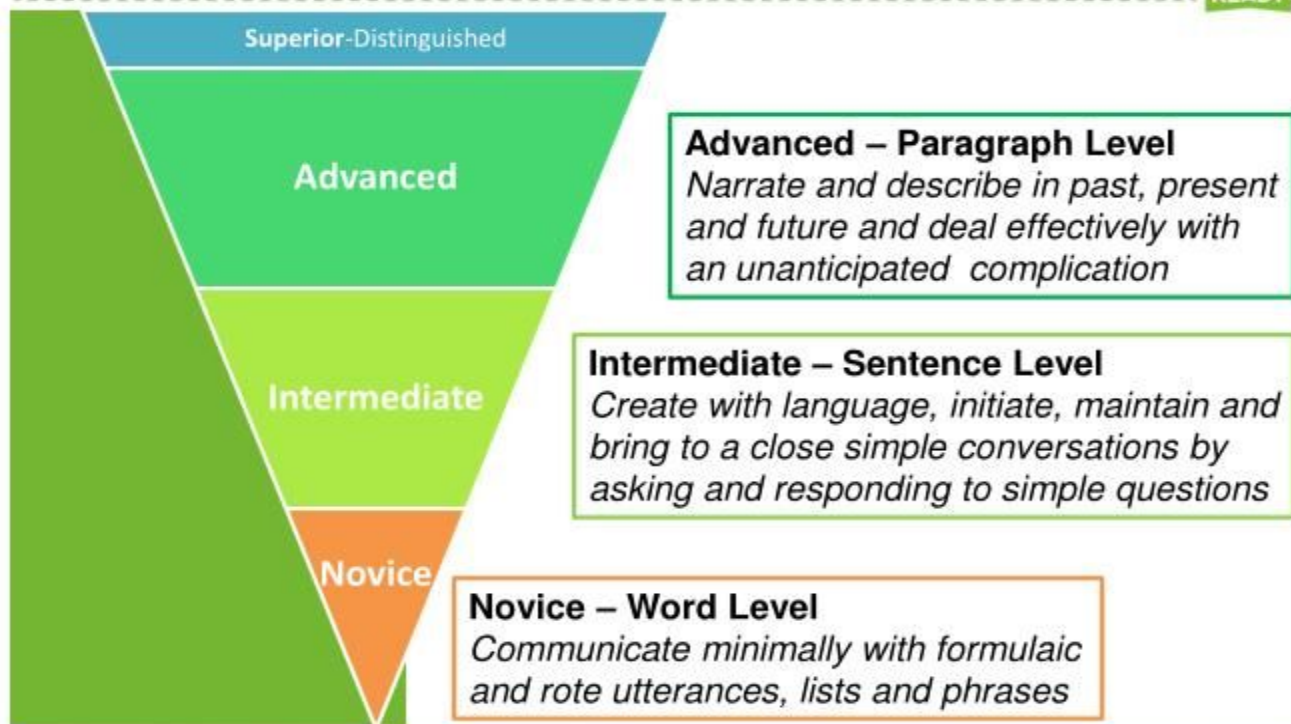 Superior-Distinguished
Advanced
Advanced – Paragraph Level
Narrate and describe in past, present
and future and deal effectively with
an unanticipated complication
Intermediate
Intermediate – Sentence Level
Create with language, initiate, maintain and
bring to a close simple conversations by
asking and responding to simple questions
Novice
Novice – Word Level
Communicate minimally with formulaic
and rote utterances, lists and phrases